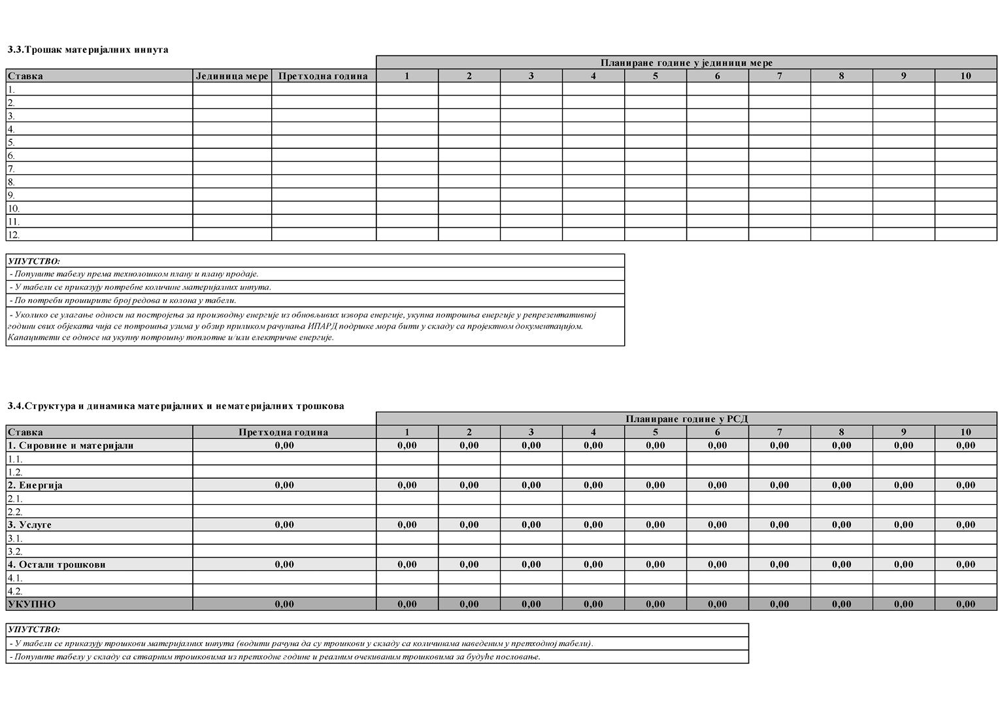 3.3.Трошак материјалних инпута
Планиране године у јединици мере
Ставка Јединица мере Претходна година 1 2 3 4 5 6 7 8 9 10
1.
2.
3.
4.
5.
6.
7.
8.
9.
10.
11.
12.
УПУТСТВО:
- Попуните табелу према технолошком плану и плану продаје.
- У табели се приказују потребне количине материјалних инпута.
- По потреби проширите број редова и колона у табели.
- Уколико се улагање односи на постројења за производњу енергије из обновљивих извора енергије, укупна потрошња енергије у репрезентативној
години свих објеката чија се потрошња узима у обзир приликом рачунања ИПАРД подршке мора бити у складу са пројектном документацијом.
Капацитети се односе на укупну потрошњу топлотне и/или електричне енергије.
3.4.Структура и динамика материјалних и нематеријалних трошкова
Планиране године у РСД
Ставка Претходна година 1 2 3 4 5 6 7 8 9 10
1. Сировине и материјали 0,00 0,00 0,00 0,00 0,00 0,00 0,00 0,00 0,00 0,00 0,00
1.1.
1.2.
2. Енергија 0,00 0,00 0,00 0,00 0,00 0,00 0,00 0,00 0,00 0,00 0,00
2.1.
2.2.
3. Услуге 0,00 0,00 0,00 0,00 0,00 0,00 0,00 0,00 0,00 0,00 0,00
3.1.
3.2.
4. Остали трошкови 0,00 0,00 0,00 0,00 0,00 0,00 0,00 0,00 0,00 0,00 0,00
4.1.
4.2.
УКУПНО 0,00 0,00 0,00 0,00 0,00 0,00 0,00 0,00 0,00 0,00 0,00
УПУТСТВО:
- У табели се приказују трошкови материјалних инпута (водити рачуна да су трошкови у складу са количинама наведеним у претходној табели).
- Попуните табелу у складу са стварним трошковима из претходне године и реалним очекиваним трошковима за будуће пословање.